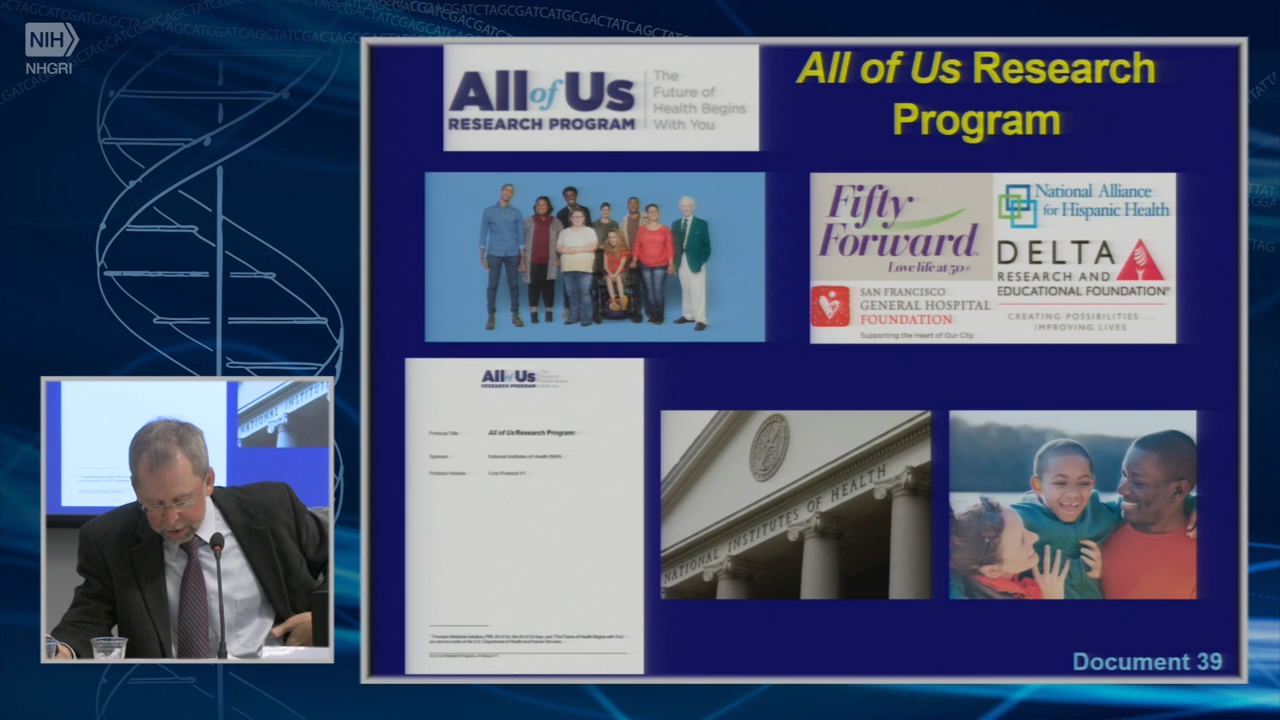 NIH
NHGRI
CTAGCGATCATGCGACTATCAG
All of Us
RESEARCH PROGRAM
The
Future of
Health Begins
With You
All of Us Research
Program
Fifty
Forward
Love life at 50+
National Alliance
for Hispanic Health
SAN FRANCISCO
GENERAL HOSPITAL
FOUNDATION
Supporting the Heart of Our City
DELTA
RESEARCH AND
EDUCATIONAL FOUNDATION
CREATING POSSIBILITIES ...
IMPROVING LIVES
All of Us
RESEARCH PROGRAM
Protocol Title: All of Us Research Program
Sponsor: National Institutes of Health (NIH)
Protocol Version: Core Protocol V1
NATIONAL INSTITUTES OF HEALTH
NATIONAL INSTITUT
Document 39